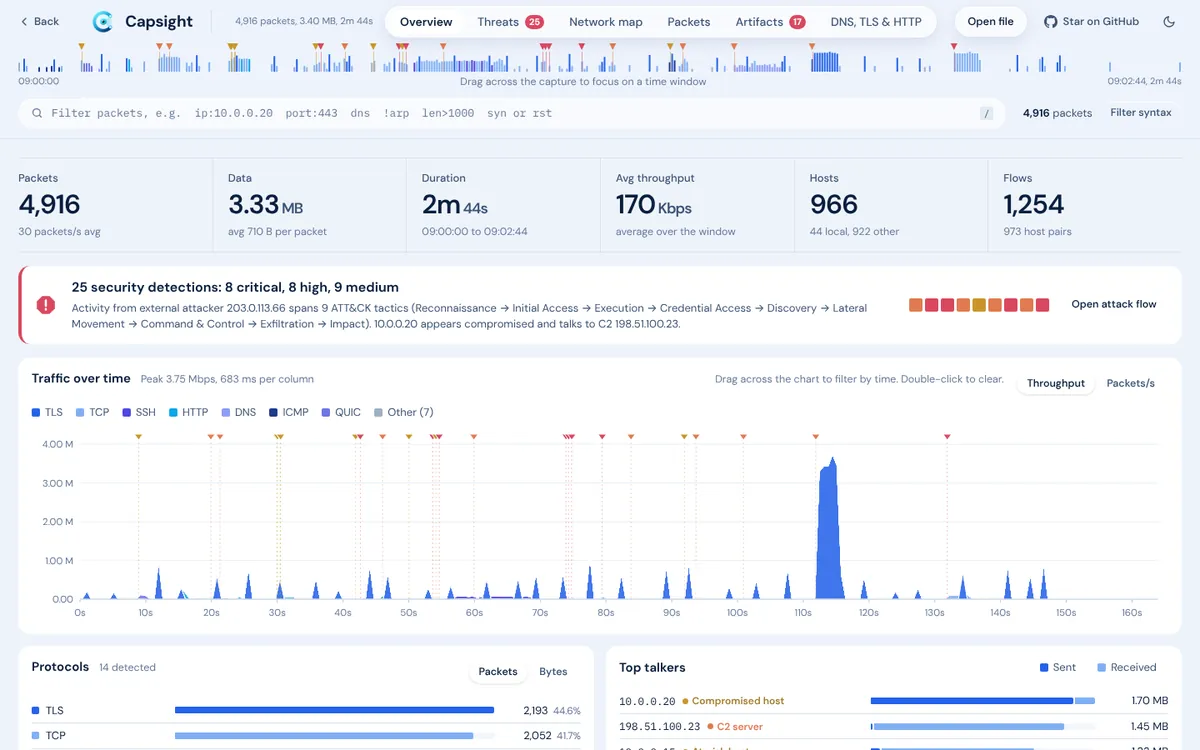 Back
Capsight
4,916 packets, 3.40 MB, 2m 44s
Overview
Threats 25
Network map
Packets
Artifacts 17
DNS, TLS & HTTP
Open file
Star on GitHub
09:00:00
Drag across the capture to focus on a time window
09:02:44, 2m 44s
Filter packets, e.g. ip:10.0.0.20 port:443 dns !arp len>1000 syn or rst
/
4,916 packets
Filter syntax
Packets
4,916
30 packets/s avg
Data
3.33 MB
avg 710 B per packet
Duration
2m 44s
09:00:00 to 09:02:44
Avg throughput
170 Kbps
average over the window
Hosts
966
44 local, 922 other
Flows
1,254
973 host pairs
25 security detections: 8 critical, 8 high, 9 medium
Activity from external attacker 203.0.113.66 spans 9 ATT&CK tactics (Reconnaissance → Initial Access → Execution → Credential Access → Discovery → Lateral
Movement → Command & Control → Exfiltration → Impact). 10.0.0.20 appears compromised and talks to C2 198.51.100.23.
Open attack flow
Traffic over time Peak 3.75 Mbps, 683 ms per column
Drag across the chart to filter by time. Double-click to clear.
Throughput
Packets/s
TLS TCP SSH HTTP DNS ICMP QUIC Other (7)
4.00 M
3.00 M
2.00 M
1.00 M
0.00
0s 10s 20s 30s 40s 50s 60s 70s 80s 90s 100s 110s 120s 130s 140s 150s 160s
Protocols 14 detected
Packets
Bytes
TLS 2,193 44.6%
TCP 2,052 41.7%
Top talkers
Sent
Received
10.0.0.20 Compromised host 1.70 MB
198.51.100.23 C2 server 1.45 MB